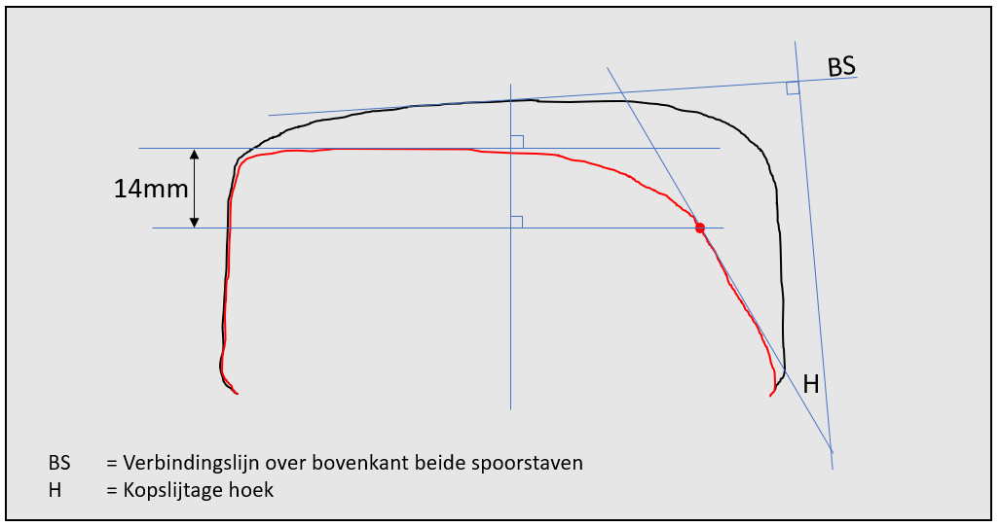 BS
14mm
H
BS = Verbindingslijn over bovenkant beide spoorstaven
H = Kopslijtage hoek